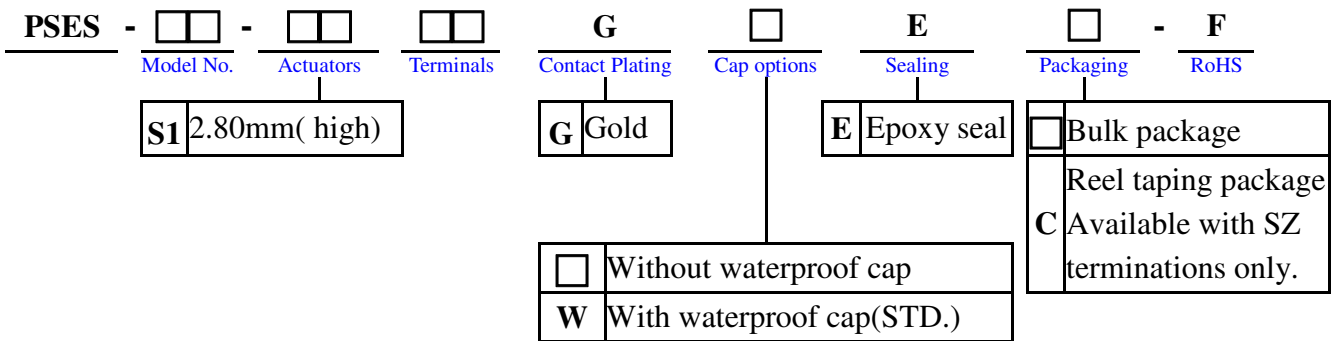 PSES - □□ - □□ □□ G □ E □ - F
Model No. Actuators Terminals Contact Plating Cap options Sealing Packaging RoHS
S1 2.80mm( high)
G Gold
E Epoxy seal
□ Bulk package
C Reel taping package
Available with SZ
terminations only.
□ Without waterproof cap
W With waterproof cap(STD.)